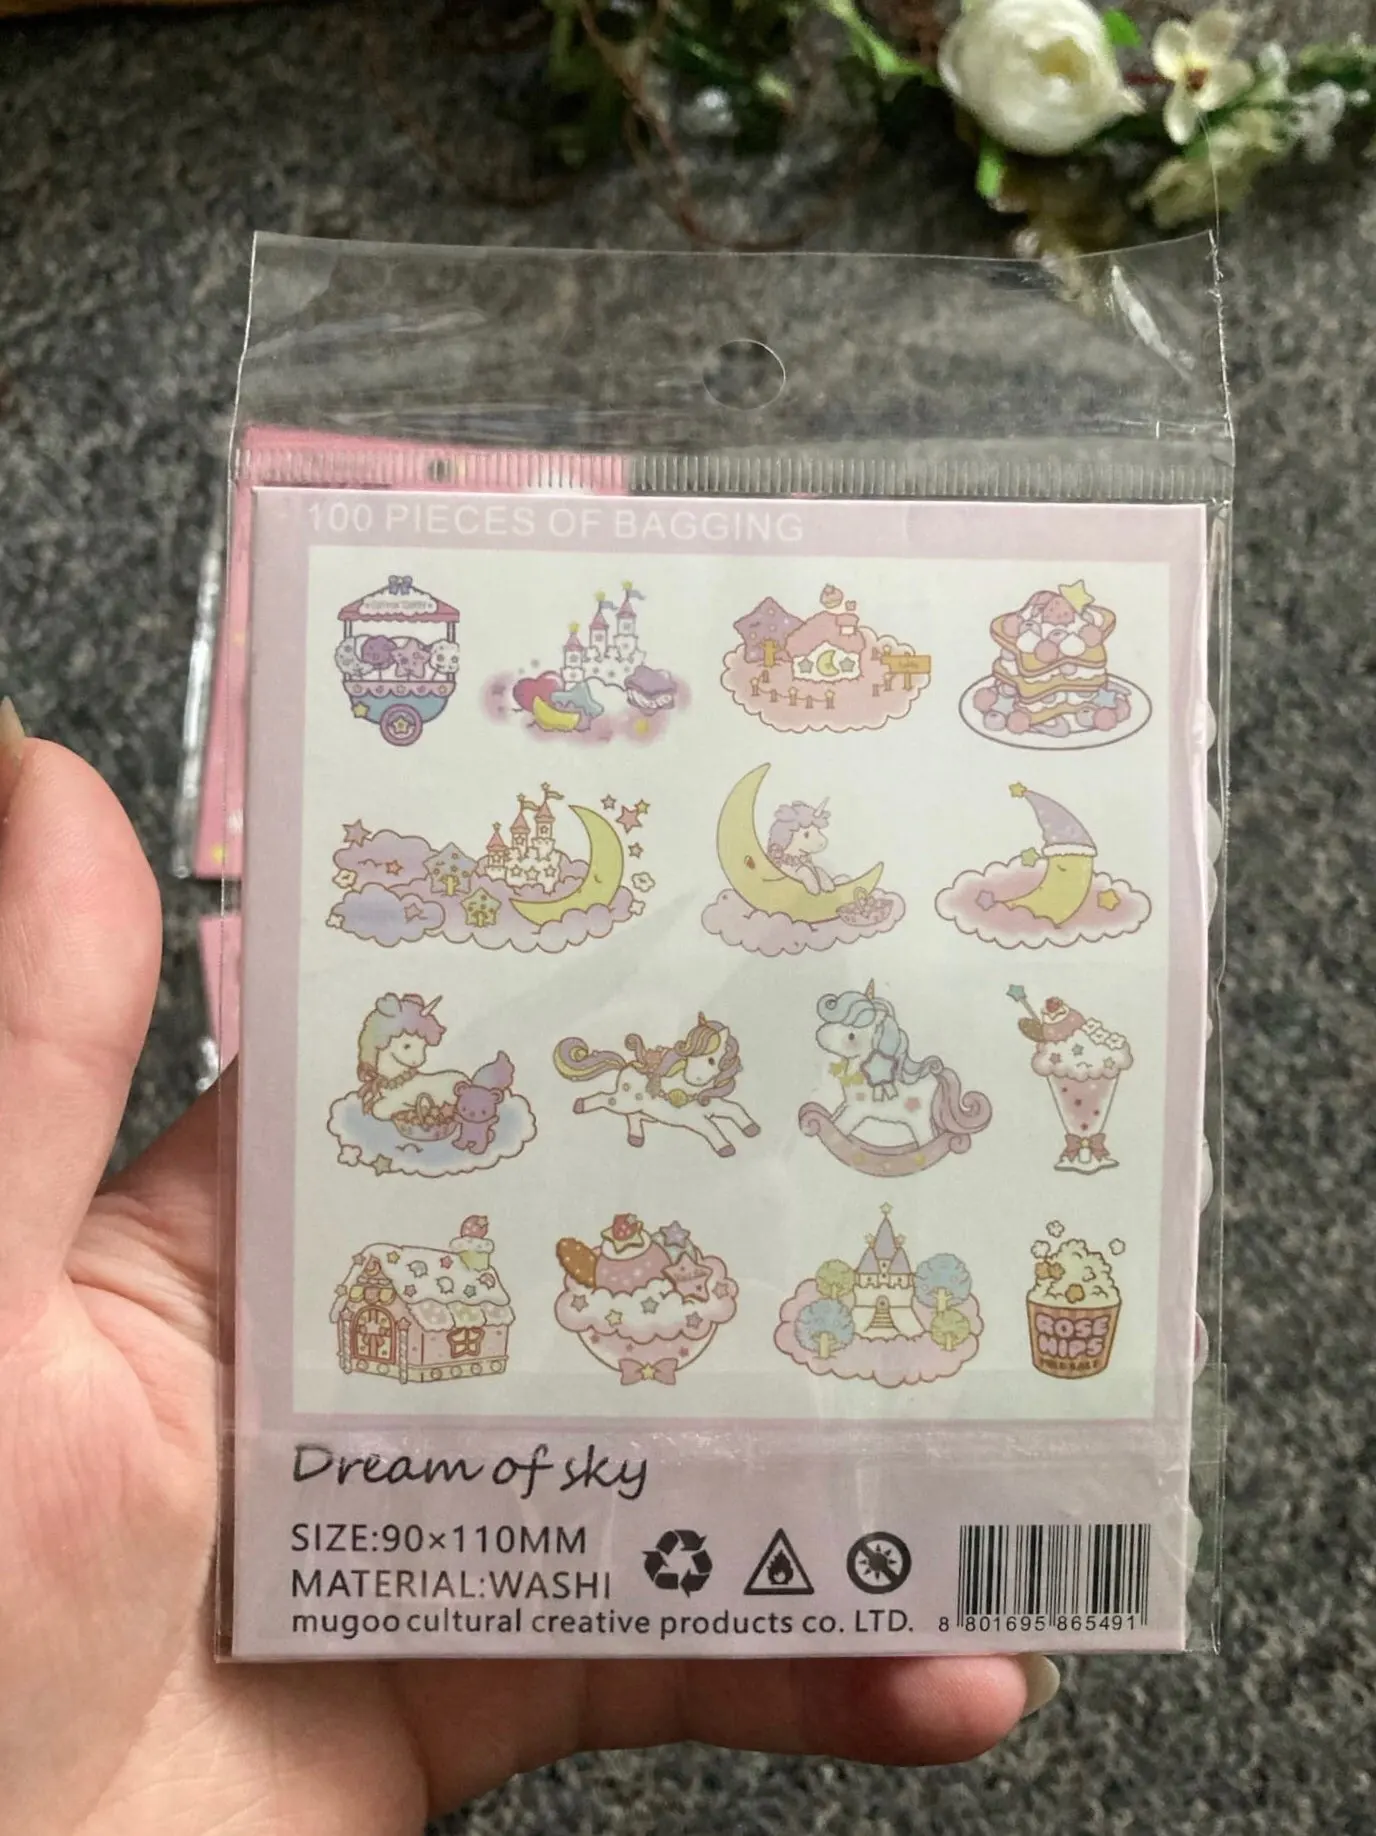 100 PIECES OF BAGGING
ROSE
HIPS
Dream of sky
SIZE:90×110MM
MATERIAL:WASHI
mugoo cultural creative products co. LTD.
8 801695 865491